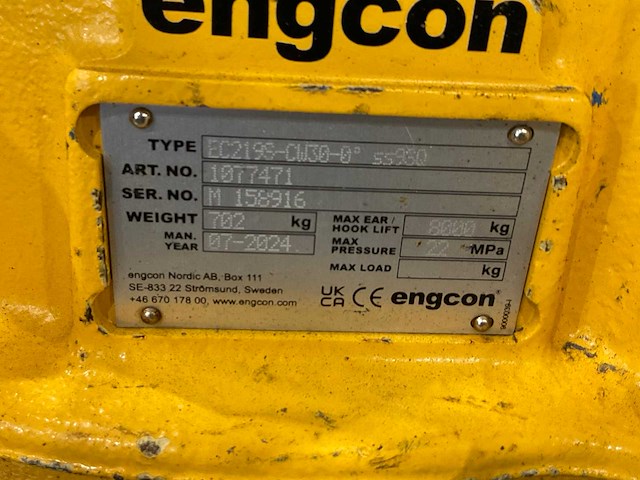 engcon
TYPE EC219S-CW30-0° ss9SQ
ART. NO. 1077471
SER. NO. M 158916
WEIGHT 702 kg MAX EAR / HOOK LIFT 8000 kg
MAN. YEAR 07-2024 MAX PRESSURE 22 MPa
MAX LOAD kg
engcon Nordic AB, Box 111
SE-833 22 Strömsund, Sweden
+46 670 178 00, www.engcon.com
UK CA CE engcon